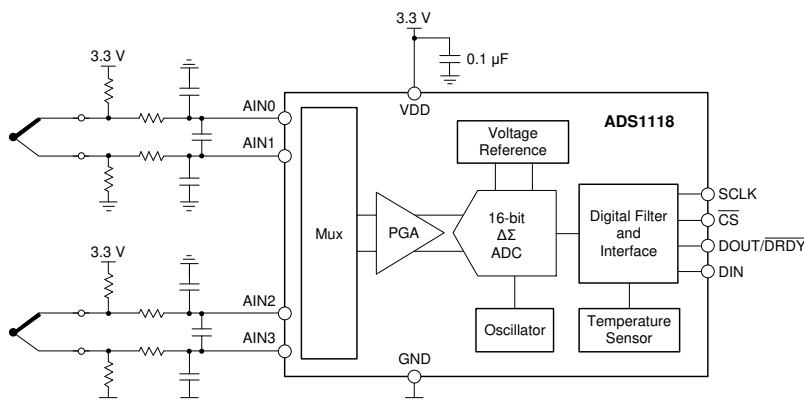 3.3 V
3.3 V
0.1 µF
VDD
ADS1118
AIN0
AIN1
Mux
PGA
Voltage
Reference
16-bit
ΔΣ
ADC
Digital Filter
and
Interface
SCLK
CS
DOUT/DRDY
DIN
3.3 V
AIN2
AIN3
Oscillator
Temperature
Sensor
GND